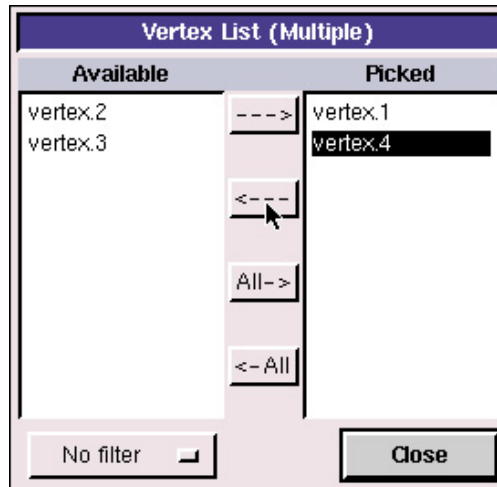 Vertex List (Multiple)
Available
Picked
vertex.2
vertex.3
--->
<---
All->
<-All
vertex.1
vertex.4
No filter
Close